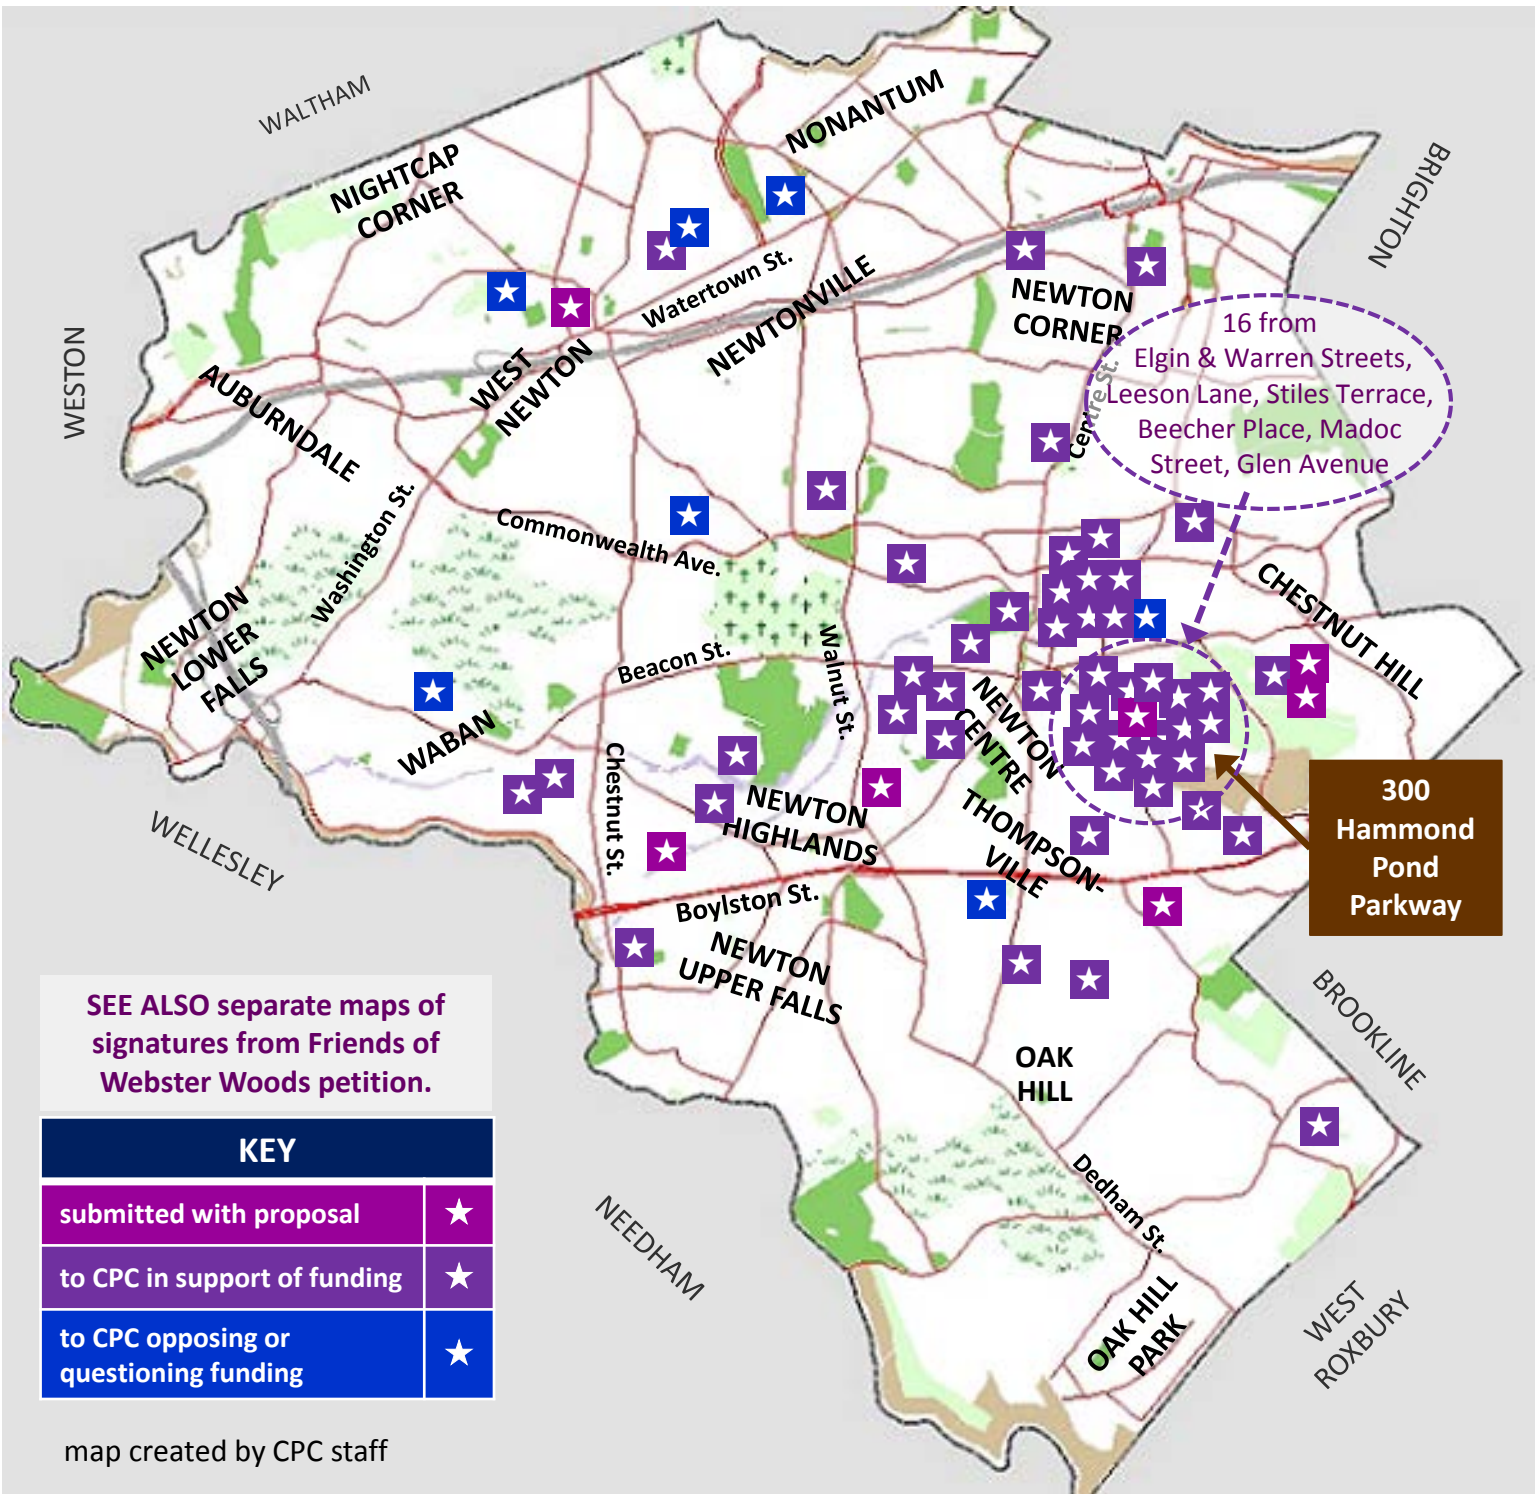 WALTHAM
NONANTUM
BRIGHTON
NIGHTCAP
CORNER
Watertown St.
NEWTONVILLE
NEWTON
CORNER
WESTON
WEST
NEWTON
AUBURNDALE
Centre St.
16 from
Elgin & Warren Streets,
Leeson Lane, Stiles Terrace,
Beecher Place, Madoc
Street, Glen Avenue
Washington St.
Commonwealth Ave.
CHESTNUT HILL
NEWTON
LOWER
FALLS
Beacon St.
Walnut St.
NEWTON
CENTRE
WABAN
Chestnut St.
NEWTON
HIGHLANDS
THOMPSON-
VILLE
300
Hammond
Pond
Parkway
WELLESLEY
Boylston St.
NEWTON
UPPER FALLS
BROOKLINE
SEE ALSO separate maps of
signatures from Friends of
Webster Woods petition.
OAK
HILL
KEY
submitted with proposal
to CPC in support of funding
to CPC opposing or
questioning funding
Dedham St.
NEEDHAM
OAK HILL
PARK
WEST
ROXBURY
map created by CPC staff